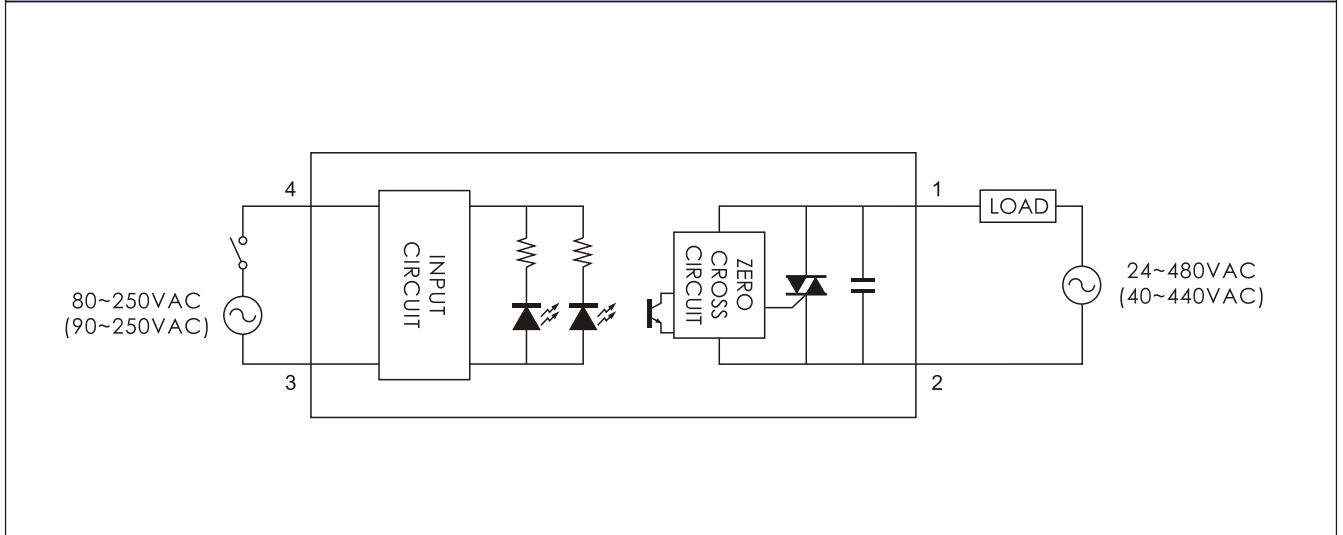 4
80~250VAC
(90~250VAC)
3
INPUT
CIRCUIT
ZERO
CROSS
CIRCUIT
1
LOAD
24~480VAC
(40~440VAC)
2